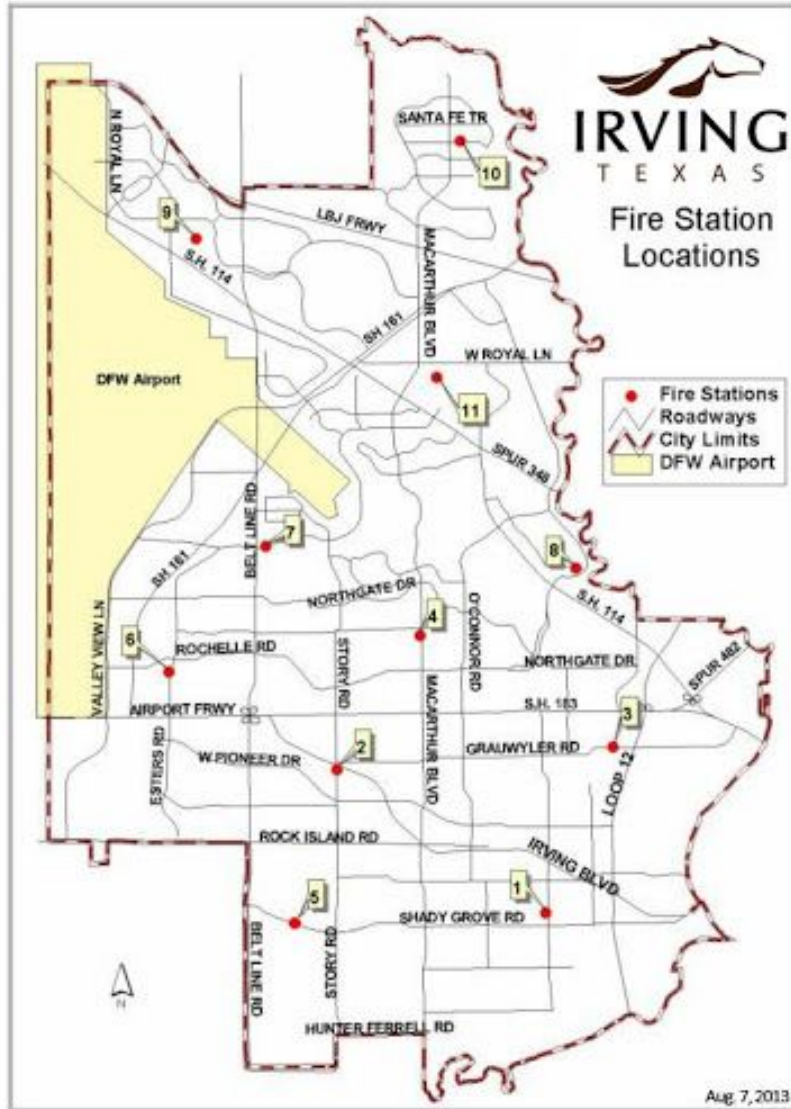 IRVING
TEXAS
Fire Station
Locations
Fire Stations
Roadways
City Limits
DFW Airport
SANTA FE TR
10
N ROYAL LN
9
LBJ FRWY
S.H. 114
MACARTHUR BLVD
SH 161
W ROYAL LN
DFW Airport
11
SPUR 348
BELT LINE RD
7
8
SH 161
NORTHGATE DR
S.H. 114
4
O'CONNOR RD
6
ROCHELLE RD
STORY RD
NORTHGATE DR.
SPUR 482
VALLEY VIEW LN
MACARTHUR BLVD
AIRPORT FRWY
S.H. 183
3
ESTERS RD
W PIONEER DR
2
GRAUWYLER RD
LOOP 12
ROCK ISLAND RD
IRVING BLVD
5
1
SHADY GROVE RD
BELT LINE RD
STORY RD
N
HUNTER FERRELL RD
Aug. 7, 2013